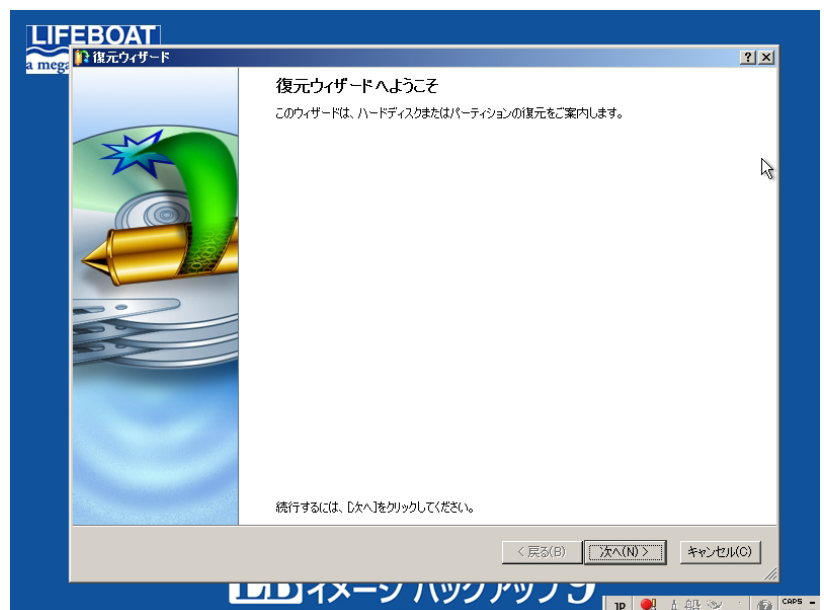 LIFEBOAT
a mega
復元ウィザード
復元ウィザードへようこそ
このウィザードは、ハードディスクまたはパーティションの復元をご案内します。
続行するには、[次へ]をクリックしてください。
< 戻る(B)
次へ(N) >
キャンセル(C)
LB イメージ バックアップ 9
JP
般
CAPS